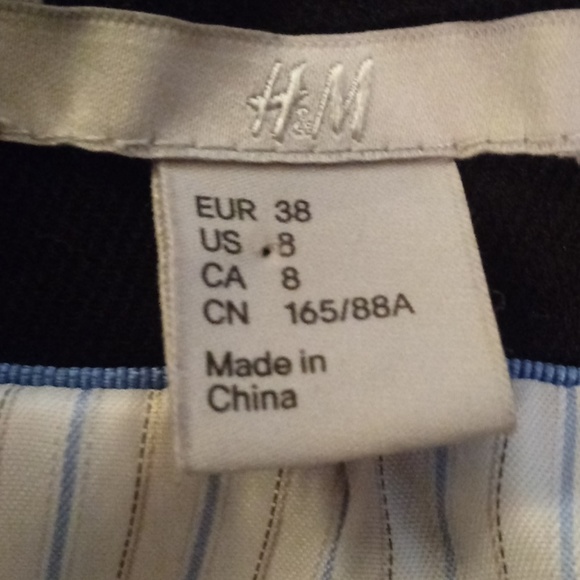 H&M
EUR 38
US 8
CA 8
CN 165/88A
Made in
China